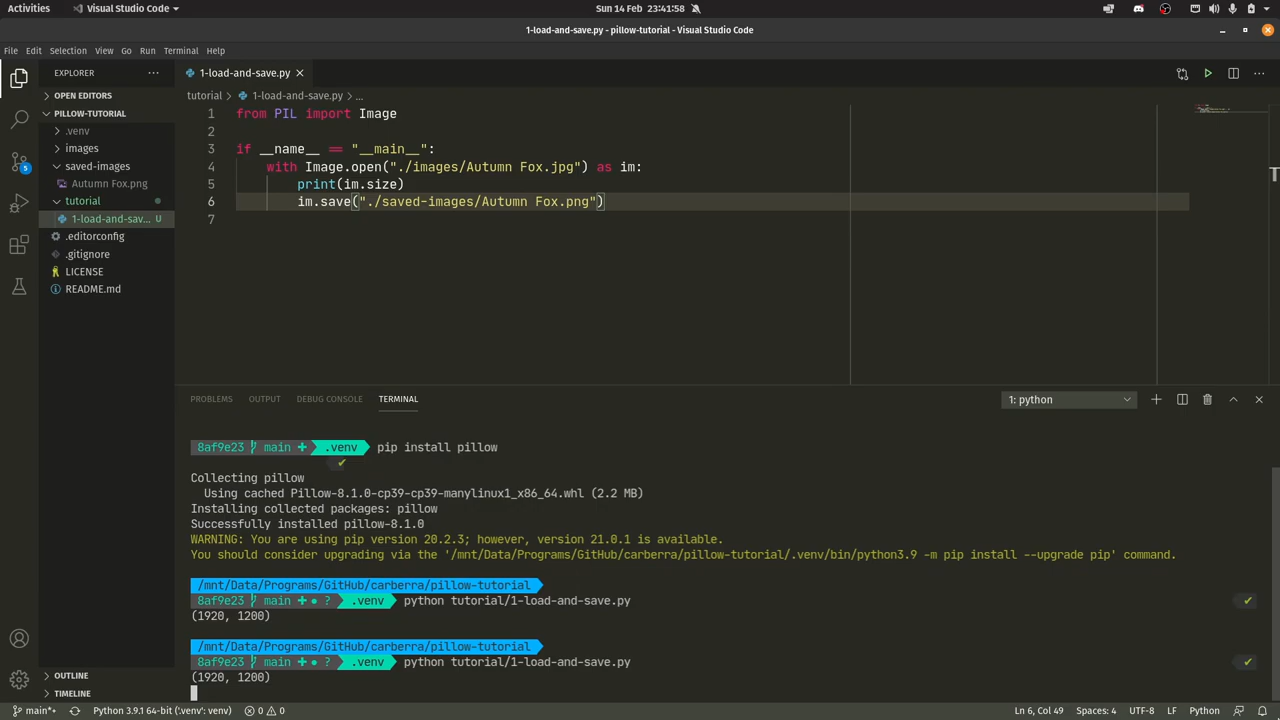 Activities
Visual Studio Code
Sun 14 Feb 23:41:58
1-load-and-save.py - pillow-tutorial - Visual Studio Code
File Edit Selection View Go Run Terminal Help
EXPLORER
1-load-and-save.py
OPEN EDITORS
tutorial > 1-load-and-save.py > ...
PILLOW-TUTORIAL
.venv
images
saved-images
Autumn Fox.png
tutorial
1-load-and-sav... U
.editorconfig
.gitignore
LICENSE
README.md
5
1 from PIL import Image
2
3 if __name__ == "__main__":
4 with Image.open("./images/Autumn Fox.jpg") as im:
5 print(im.size)
6 im.save("./saved-images/Autumn Fox.png")
7
PROBLEMS OUTPUT DEBUG CONSOLE TERMINAL
1: python
8af9e23 main .venv pip install pillow
Collecting pillow
Using cached Pillow-8.1.0-cp39-cp39-manylinux1_x86_64.whl (2.2 MB)
Installing collected packages: pillow
Successfully installed pillow-8.1.0
WARNING: You are using pip version 20.2.3; however, version 21.0.1 is available.
You should consider upgrading via the '/mnt/Data/Programs/GitHub/carberra/pillow-tutorial/.venv/bin/python3.9 -m pip install --upgrade pip' command.
/mnt/Data/Programs/GitHub/carberra/pillow-tutorial
8af9e23 main + ● ? .venv python tutorial/1-load-and-save.py
(1920, 1200)
/mnt/Data/Programs/GitHub/carberra/pillow-tutorial
8af9e23 main + ● ? .venv python tutorial/1-load-and-save.py
(1920, 1200)
OUTLINE
TIMELINE
main*+ Python 3.9.1 64-bit ('.venv': venv) 0 0
Ln 6, Col 49 Spaces: 4 UTF-8 LF Python